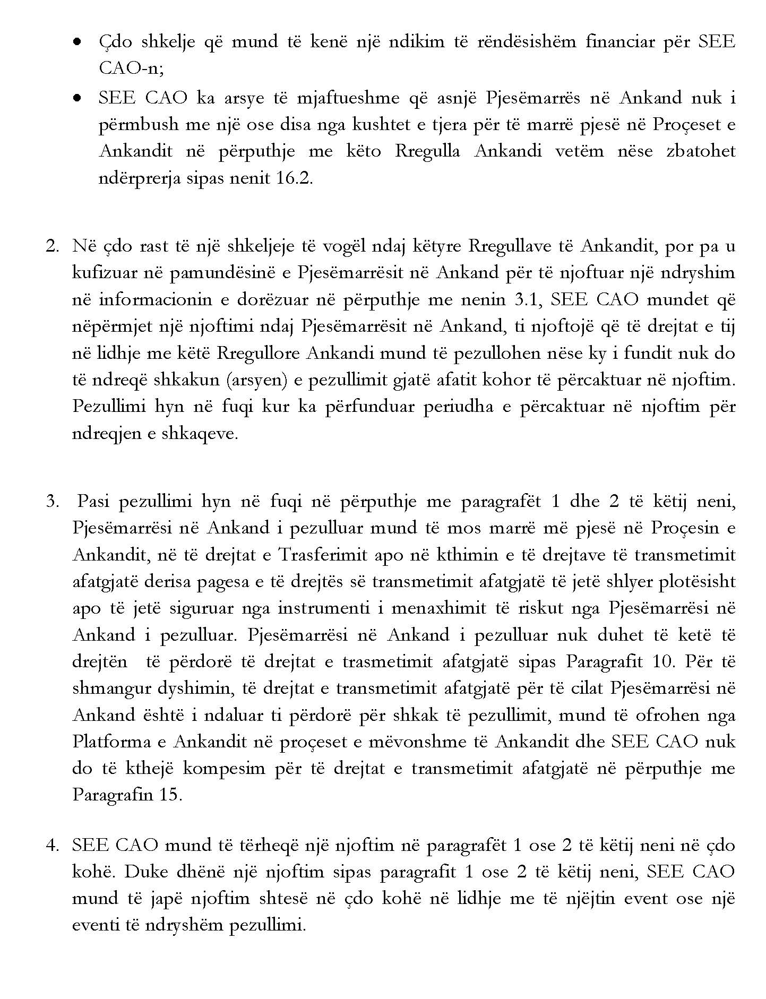 • Çdo shkelje që mund të kenë një ndikim të rëndësishëm financiar për SEE
CAO-n;
• SEE CAO ka arsye të mjaftueshme që asnjë Pjesëmarrës në Ankand nuk i
përmbush me një ose disa nga kushtet e tjera për të marrë pjesë në Proçeset e
Ankandit në përputhje me këto Rregulla Ankandi vetëm nëse zbatohet
ndërprerja sipas nenit 16.2.
2. Në çdo rast të një shkeljeje të vogël ndaj këtyre Rregullave të Ankandit, por pa u
kufizuar në pamundësinë e Pjesëmarrësit në Ankand për të njoftuar një ndryshim
në informacionin e dorëzuar në përputhje me nenin 3.1, SEE CAO mundet që
nëpërmjet një njoftimi ndaj Pjesëmarrësit në Ankand, ti njoftojë që të drejtat e tij
në lidhje me këtë Rregullore Ankandi mund të pezullohen nëse ky i fundit nuk do
të ndreqë shkakun (arsyen) e pezullimit gjatë afatit kohor të përcaktuar në njoftim.
Pezullimi hyn në fuqi kur ka përfunduar periudha e përcaktuar në njoftim për
ndreqjen e shkaqeve.
3. Pasi pezullimi hyn në fuqi në përputhje me paragrafët 1 dhe 2 të këtij neni,
Pjesëmarrësi në Ankand i pezulluar mund të mos marrë më pjesë në Proçesin e
Ankandit, në të drejtat e Trasferimit apo në kthimin e të drejtave të transmetimit
afatgjatë derisa pagesa e të drejtës së transmetimit afatgjatë të jetë shlyer plotësisht
apo të jetë siguruar nga instrumenti i menaxhimit të riskut nga Pjesëmarrësi në
Ankand i pezulluar. Pjesëmarrësi në Ankand i pezulluar nuk duhet të ketë të
drejtën të përdorë të drejtat e trasmetimit afatgjatë sipas Paragrafit 10. Për të
shmangur dyshimin, të drejtat e transmetimit afatgjatë për të cilat Pjesëmarrësi në
Ankand është i ndaluar ti përdorë për shkak të pezullimit, mund të ofrohen nga
Platforma e Ankandit në proçeset e mëvonshme të Ankandit dhe SEE CAO nuk
do të kthejë kompesim për të drejtat e transmetimit afatgjatë në përputhje me
Paragrafin 15.
4. SEE CAO mund të tërheqë një njoftim në paragrafët 1 ose 2 të këtij neni në çdo
kohë. Duke dhënë një njoftim sipas paragrafit 1 ose 2 të këtij neni, SEE CAO
mund të japë njoftim shtesë në çdo kohë në lidhje me të njëjtin event ose një
eventi të ndryshëm pezullimi.